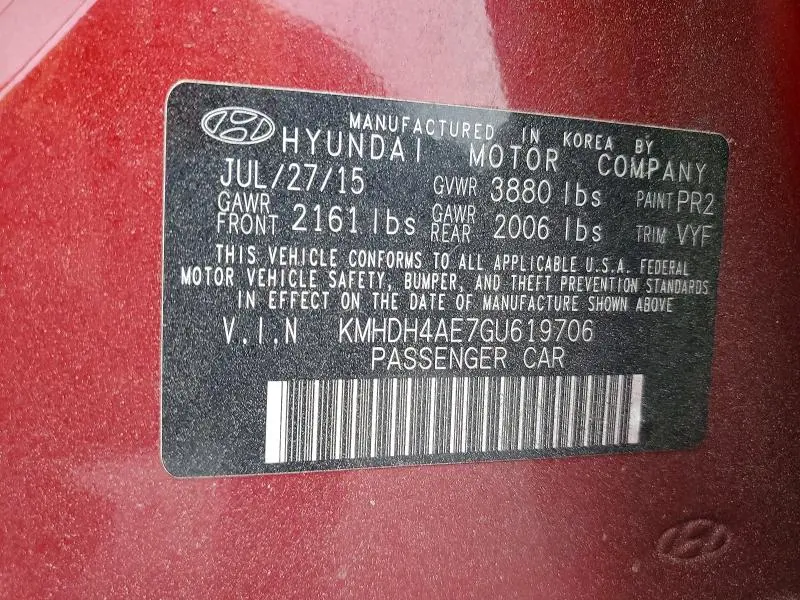 MANUFACTURED IN KOREA BY
HYUNDAI MOTOR COMPANY
JUL/27/15 GVWR 3880 lbs PAINT PR2
GAWR FRONT 2161 lbs GAWR REAR 2006 lbs TRIM VYF
THIS VEHICLE CONFORMS TO ALL APPLICABLE U.S.A. FEDERAL
MOTOR VEHICLE SAFETY, BUMPER, AND THEFT PREVENTION STANDARDS
IN EFFECT ON THE DATE OF MANUFACTURE SHOWN ABOVE
V.I.N KMHDH4AE7GU619706
PASSENGER CAR